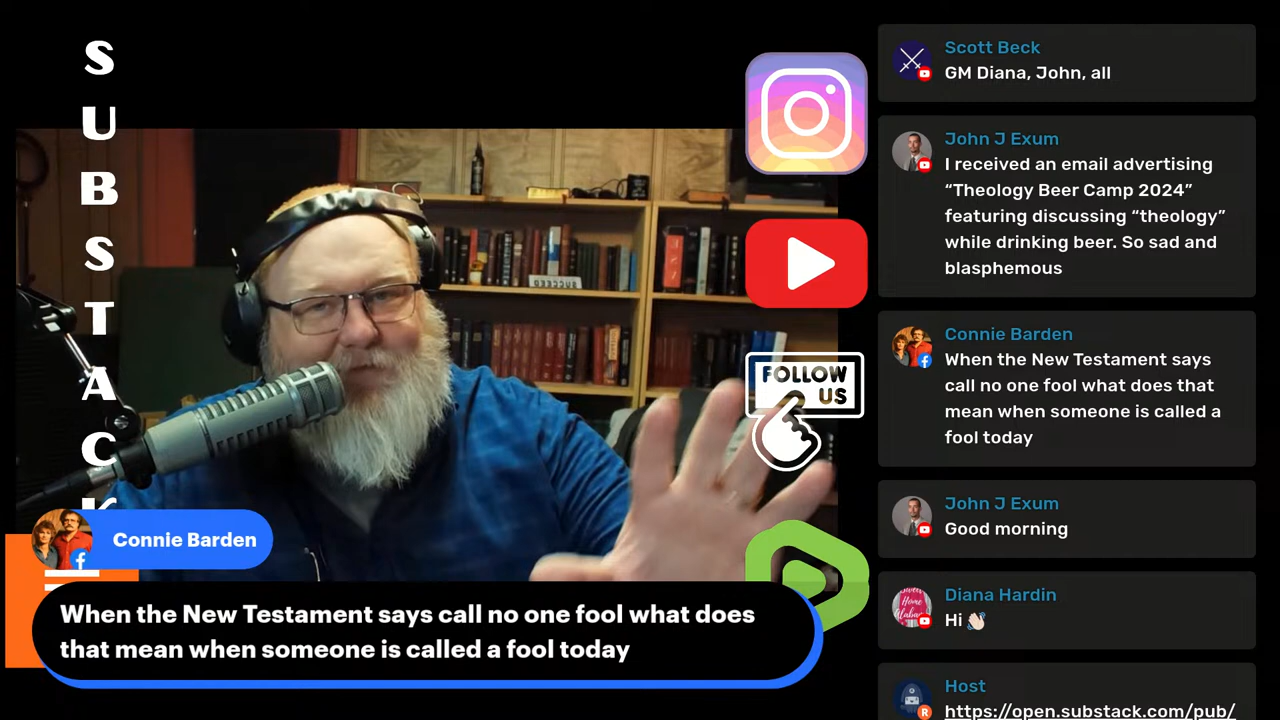 SUBSTACK
FOLLOW
US
Connie Barden
When the New Testament says call no one fool what does
that mean when someone is called a fool today
Scott Beck
GM Diana, John, all
John J Exum
I received an email advertising
“Theology Beer Camp 2024”
featuring discussing “theology”
while drinking beer. So sad and
blasphemous
Connie Barden
When the New Testament says
call no one fool what does that
mean when someone is called a
fool today
John J Exum
Good morning
Diana Hardin
Hi 👋🏻
Host
https://open.substack.com/pub/